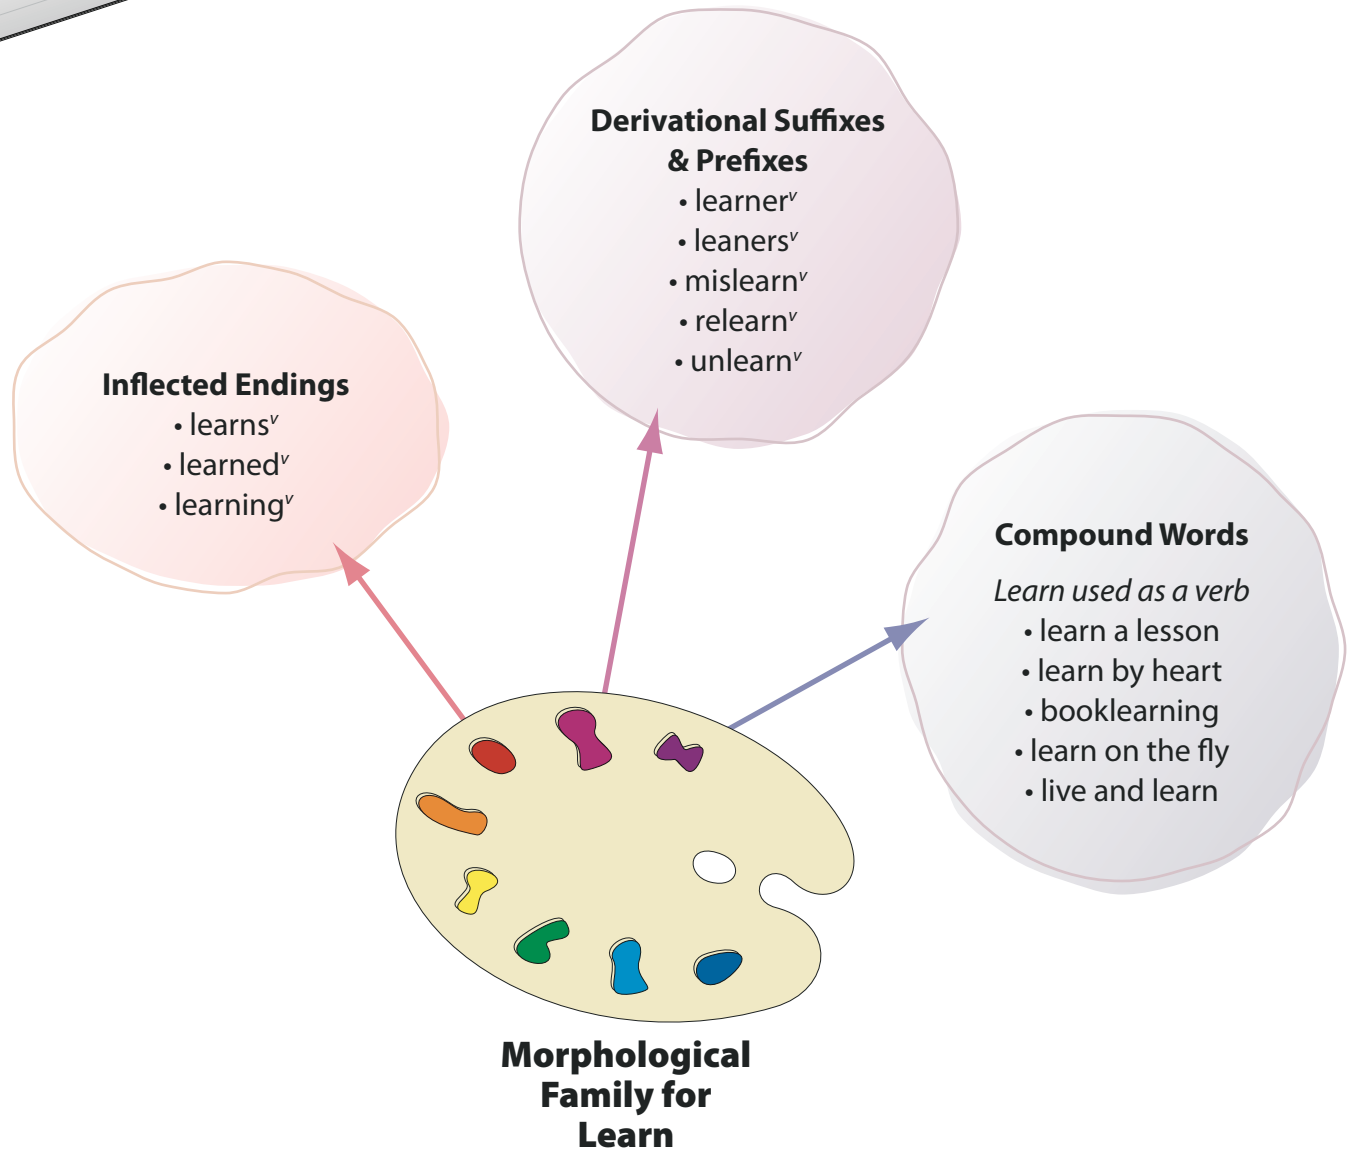 Derivational Suffixes
& Prefixes
• learnerᵛ
• leanersᵛ
• mislearnᵛ
• relearnᵛ
• unlearnᵛ
Inflected Endings
• learnsᵛ
• learnedᵛ
• learningᵛ
Compound Words
Learn used as a verb
• learn a lesson
• learn by heart
• booklearning
• learn on the fly
• live and learn
Morphological
Family for
Learn